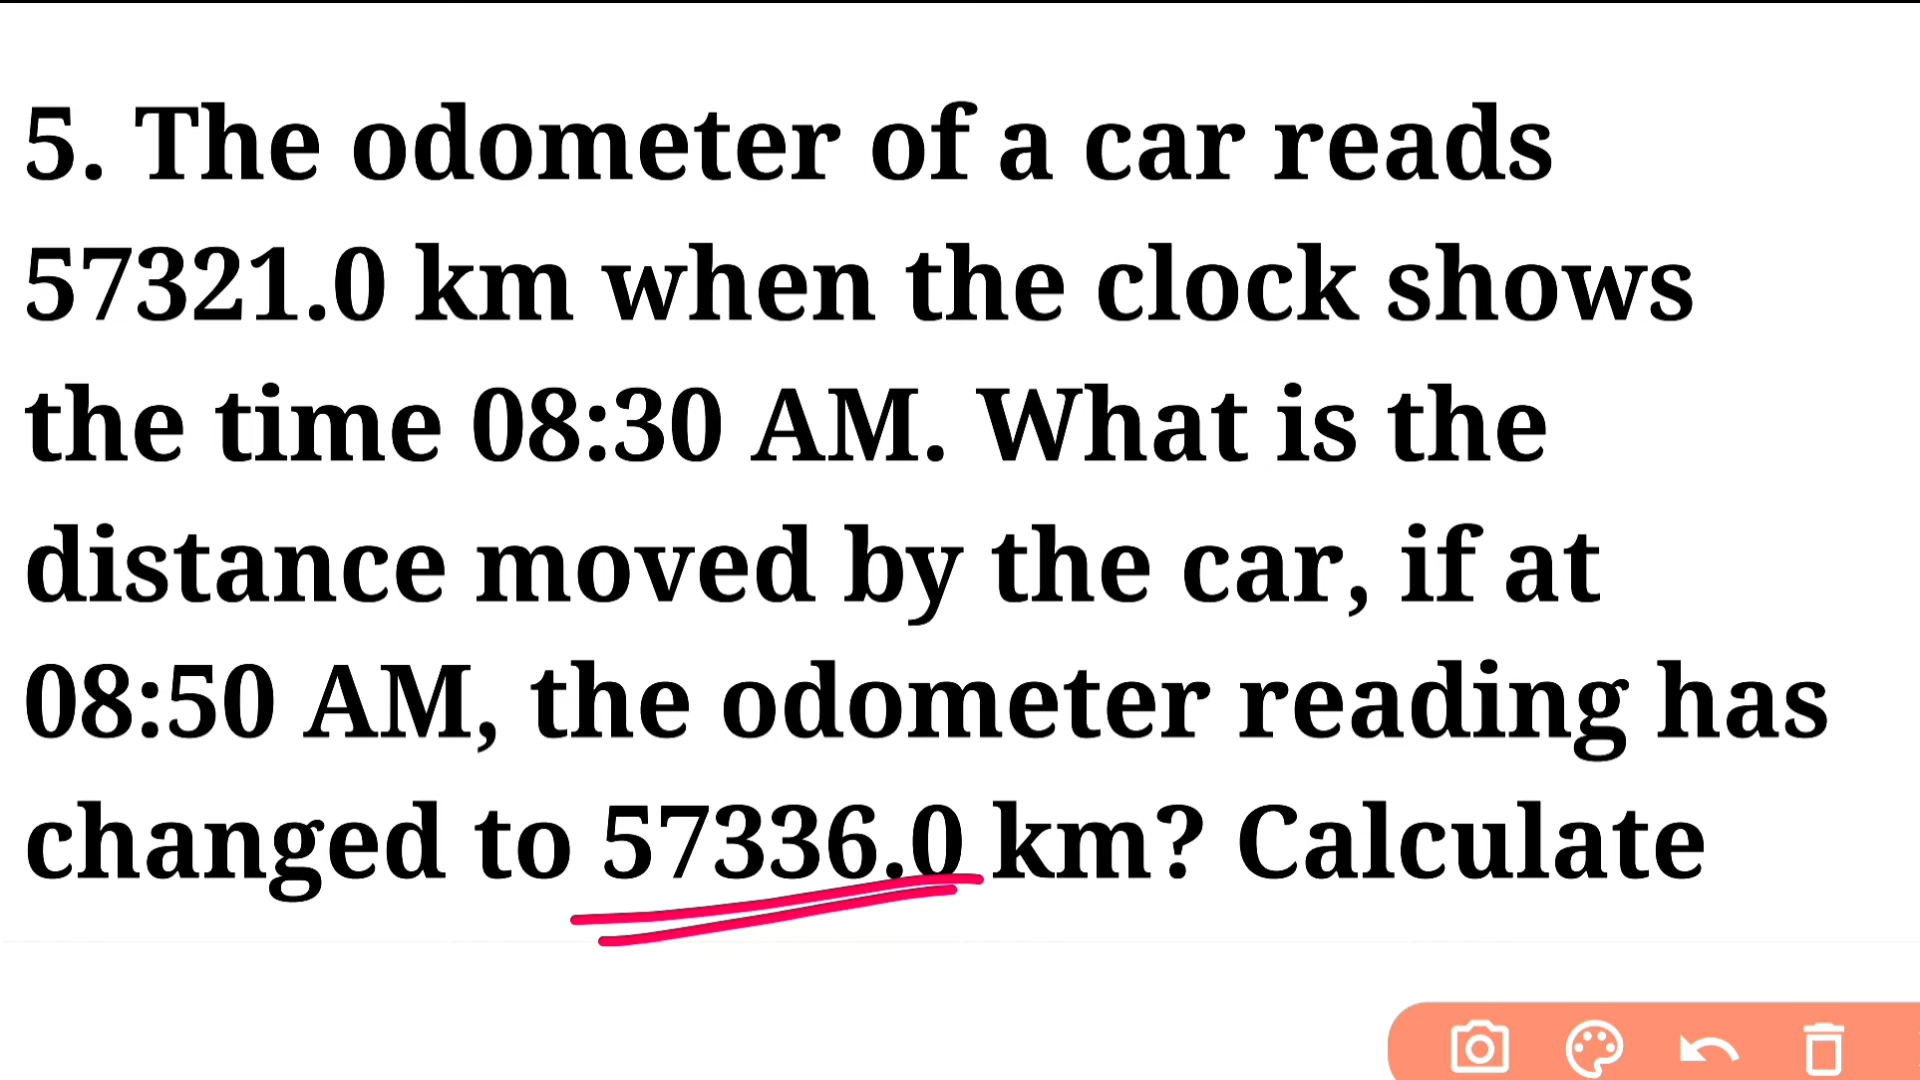 5. The odometer of a car reads
57321.0 km when the clock shows
the time 08:30 AM. What is the
distance moved by the car, if at
08:50 AM, the odometer reading has
changed to 57336.0 km? Calculate